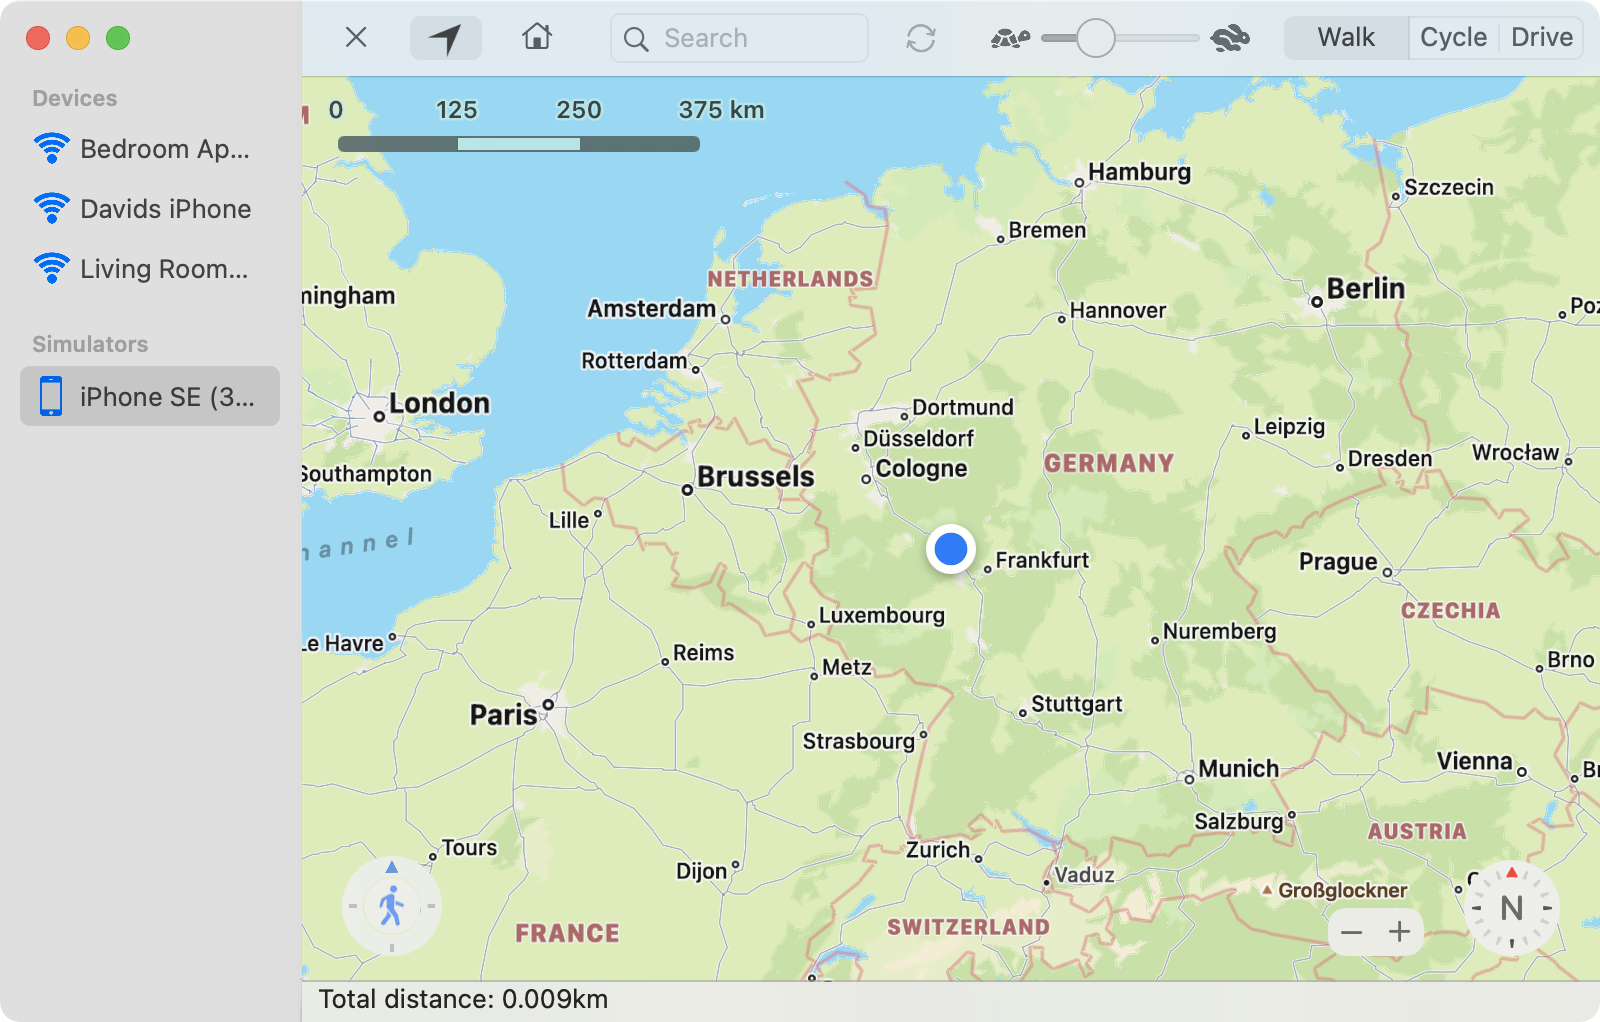 Search
Walk
Cycle
Drive
Devices
Bedroom Ap...
Davids iPhone
Living Room...
Simulators
iPhone SE (3...
0 125 250 375 km
Hamburg
Szczecin
Bremen
NETHERLANDS
Berlin
mingham
Amsterdam
Hannover
Poz
Rotterdam
London
Dortmund
Leipzig
Düsseldorf
Wrocław
Dresden
GERMANY
Cologne
Southampton
Brussels
Lille
hannel
Frankfurt
Prague
CZECHIA
Luxembourg
Nuremberg
Le Havre
Reims
Brno
Metz
Stuttgart
Paris
Strasbourg
Vienna
Munich
Br
Salzburg
AUSTRIA
Tours
Zurich
Dijon
Vaduz
Großglockner
N
SWITZERLAND
FRANCE
Total distance: 0.009km